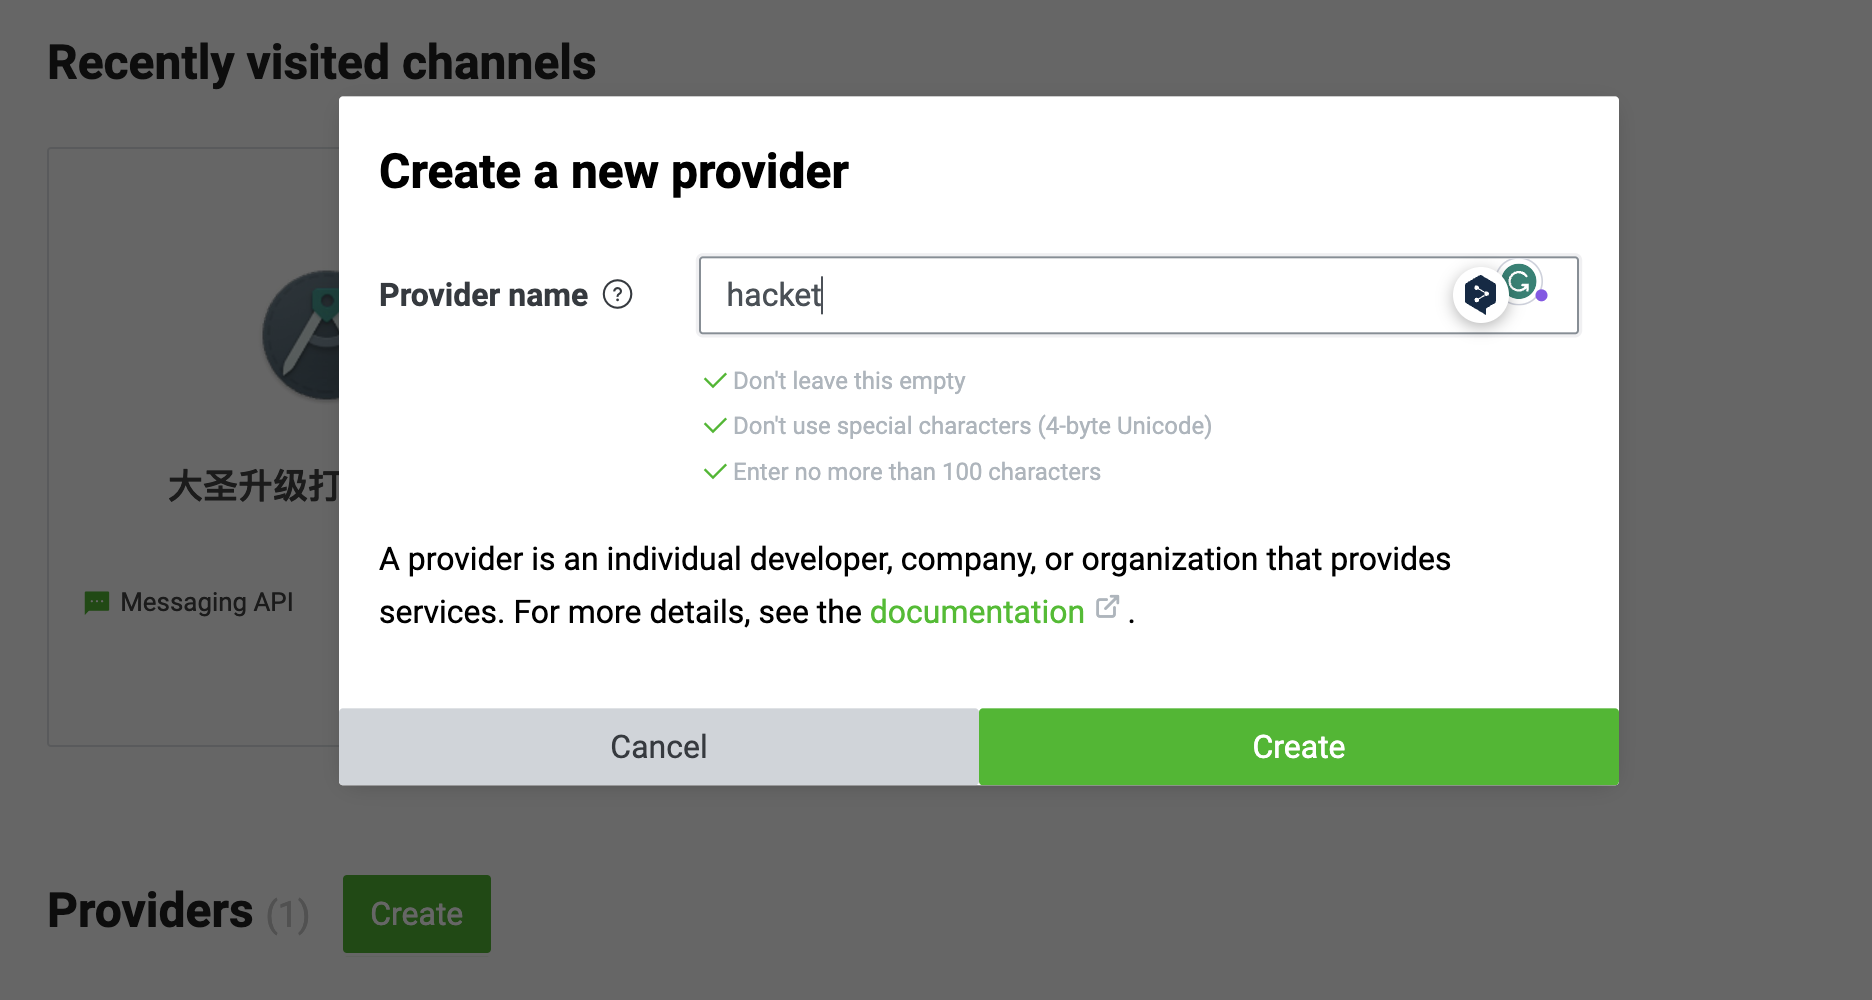 Recently visited channels
Create a new provider
Provider name ?
hacket
Don't leave this empty
Don't use special characters (4-byte Unicode)
Enter no more than 100 characters
大圣升级打
A provider is an individual developer, company, or organization that provides
services. For more details, see the documentation .
Messaging API
Cancel
Create
Providers (1)
Create